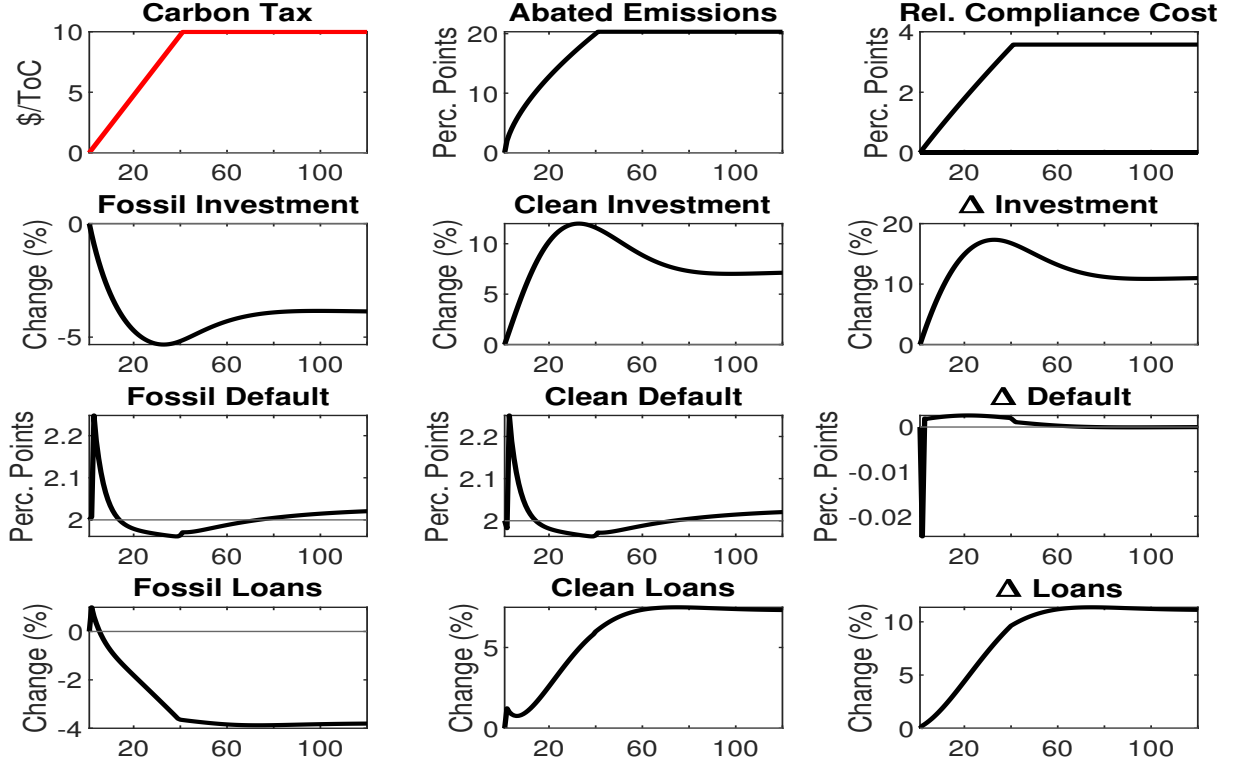 Carbon Tax
$/ToC
10
5
0
20
60
100
Abated Emissions
Perc. Points
20
10
0
20
60
100
Rel. Compliance Cost
Perc. Points
4
2
0
20
60
100
Fossil Investment
Change (%)
0
-5
20
60
100
Clean Investment
Change (%)
10
5
0
20
60
100
Δ Investment
Change (%)
20
10
0
20
60
100
Fossil Default
Perc. Points
2.2
2.1
2
20
60
100
Clean Default
Perc. Points
2.2
2.1
2
20
60
100
Δ Default
Perc. Points
0
-0.01
-0.02
20
60
100
Fossil Loans
Change (%)
0
-2
-4
20
60
100
Clean Loans
Change (%)
5
0
20
60
100
Δ Loans
Change (%)
10
5
0
20
60
100